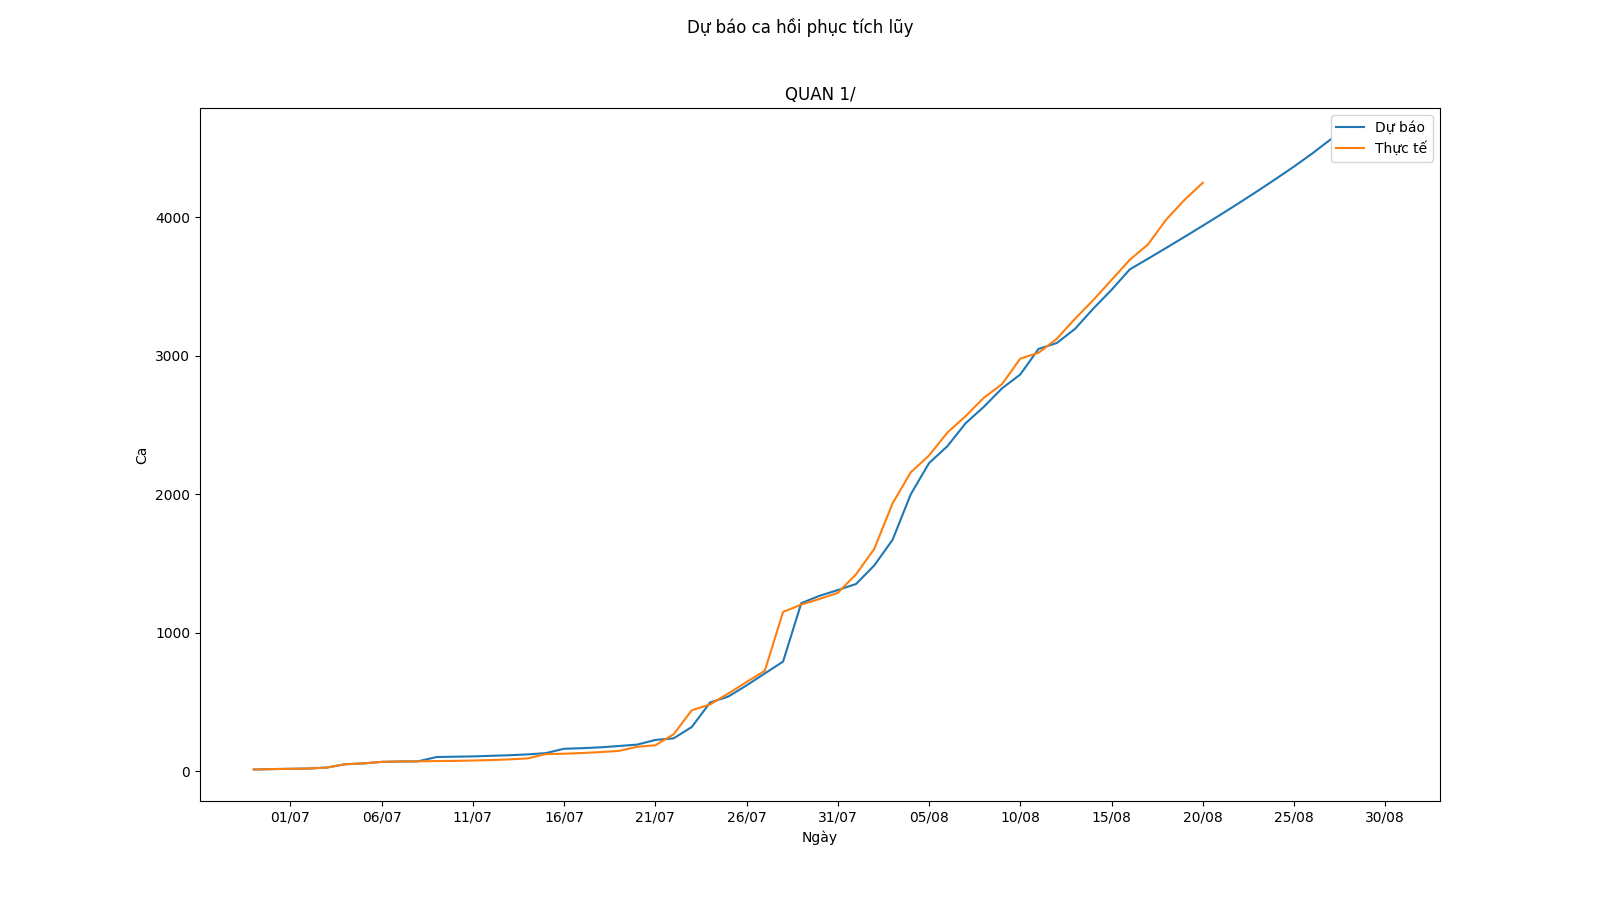 Dự báo ca hồi phục tích lũy
QUAN 1/
Dự báo
Thực tế
Ca
4000
3000
2000
1000
0
01/07 06/07 11/07 16/07 21/07 26/07 31/07 05/08 10/08 15/08 20/08 25/08 30/08
Ngày